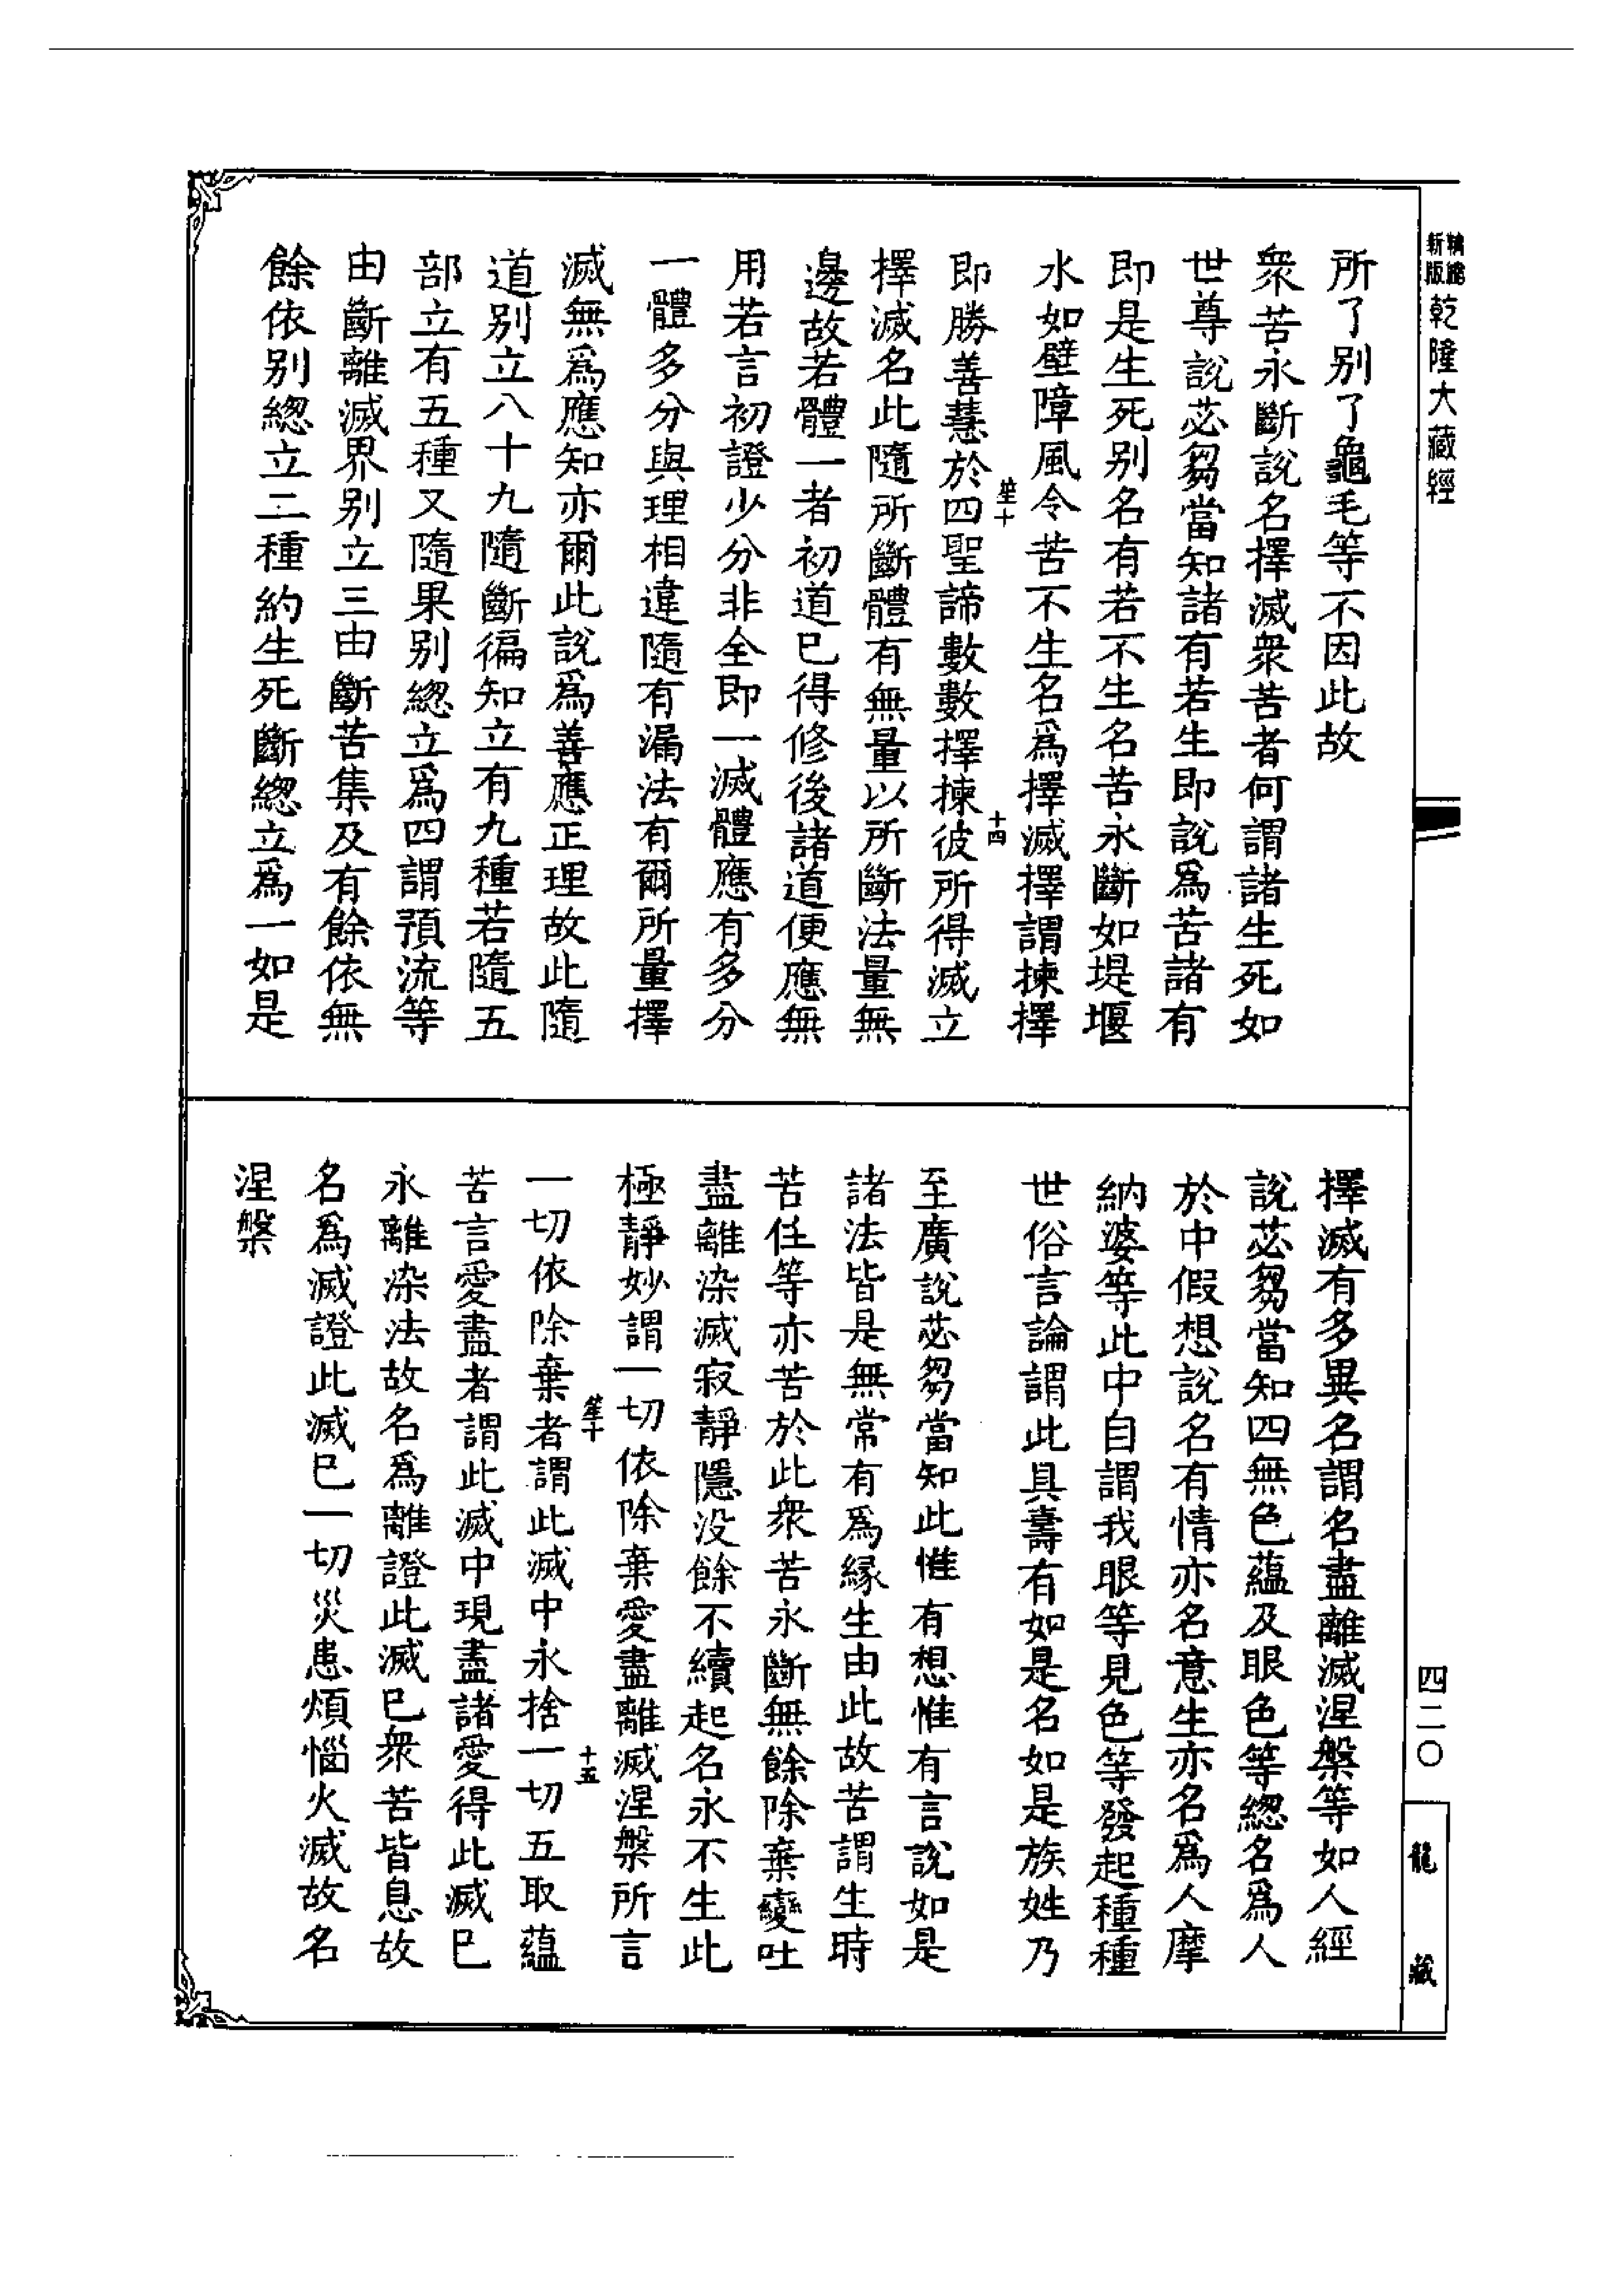 新版精縮乾隆大藏經
所了别了龜毛等不因此故
衆苦永斷說名擇滅衆苦者何謂諸生死如
世尊說苾芻當知諸有若生即說爲苦諸有
即是生死别名有若不生名苦永斷如堤堰
水如壁障風令苦不生名爲擇滅擇謂揀擇
笙十
十四
即勝善慧於四聖諦數數擇揀彼所得滅立
擇滅名此隨所斷體有無量以所斷法量無
邊故若體一者初道已得修後諸道便應無
用若言初證少分非全即一滅體應有多分
一體多分與理相違隨有漏法有爾所量擇
滅無爲應知亦爾此說爲善應正理故此隨
道别立八十九隨斷徧知立有九種若隨五
部立有五種又隨果别緫立爲四謂預流等
由斷離滅界别立三由斷苦集及有餘依無
餘依别緫立二種約生死斷緫立爲一如是
擇滅有多異名謂名盡離滅涅槃等如人經
說苾芻當知四無色蘊及眼色等緫名爲人
於中假想說名有情亦名意生亦名爲人摩
納婆等此中自謂我眼等見色等發起種種
世俗言論謂此具壽有如是名如是族姓乃
至廣說苾芻當知此惟有想惟有言說如是
諸法皆是無常有爲緣生由此故苦謂生時
苦住等亦苦於此衆苦永斷無餘除棄變吐
盡離染滅寂靜隱没餘不續起名永不生此
極靜妙謂一切依除棄愛盡離滅涅槃所言
笙十
十五
一切依除棄者謂此滅中永捨一切五取蘊
苦言愛盡者謂此滅中現盡諸愛得此滅已
永離染法故名爲離證此滅已衆苦皆息故
名爲滅證此滅已一切災患煩惱火滅故名
涅槃
四二〇
龍藏